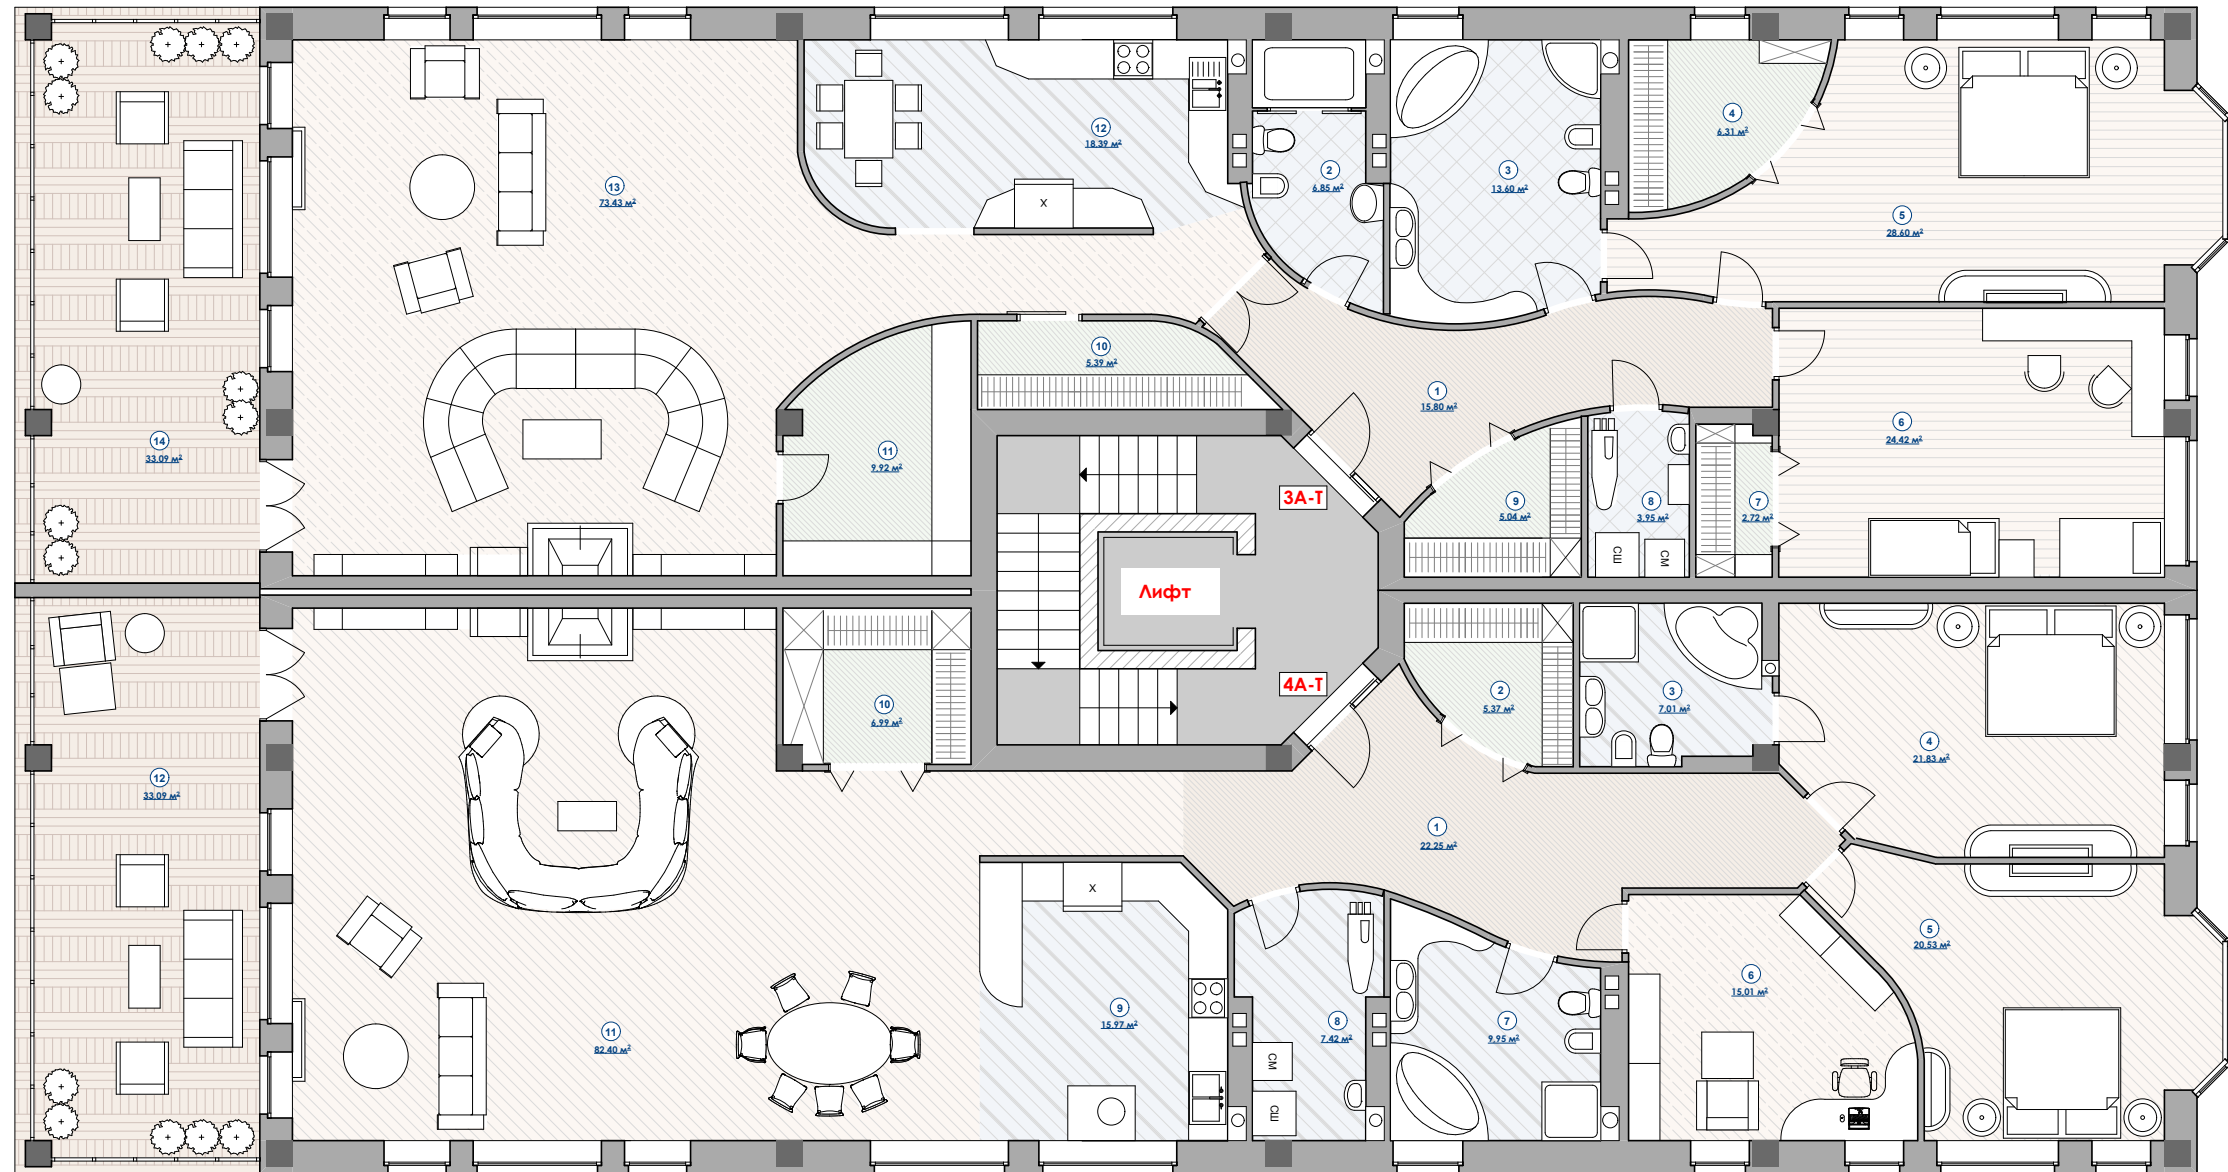 12
18.39 м²
4
6.31 м²
2
6.85 м²
3
13.60 м²
13
73.43 м²
X
5
28.60 м²
10
5.39 м²
1
15.80 м²
6
24.42 м²
14
33.09 м²
11
9.92 м²
3А-Т
9
5.04 м²
8
3.95 м²
7
2.72 м²
СШ
СМ
Лифт
4А-Т
2
5.37 м²
3
7.01 м²
10
6.99 м²
4
21.83 м²
12
33.09 м²
1
22.25 м²
X
5
20.53 м²
6
15.01 м²
9
15.97 м²
8
7.42 м²
7
9.95 м²
11
82.40 м²
СМ
СШ